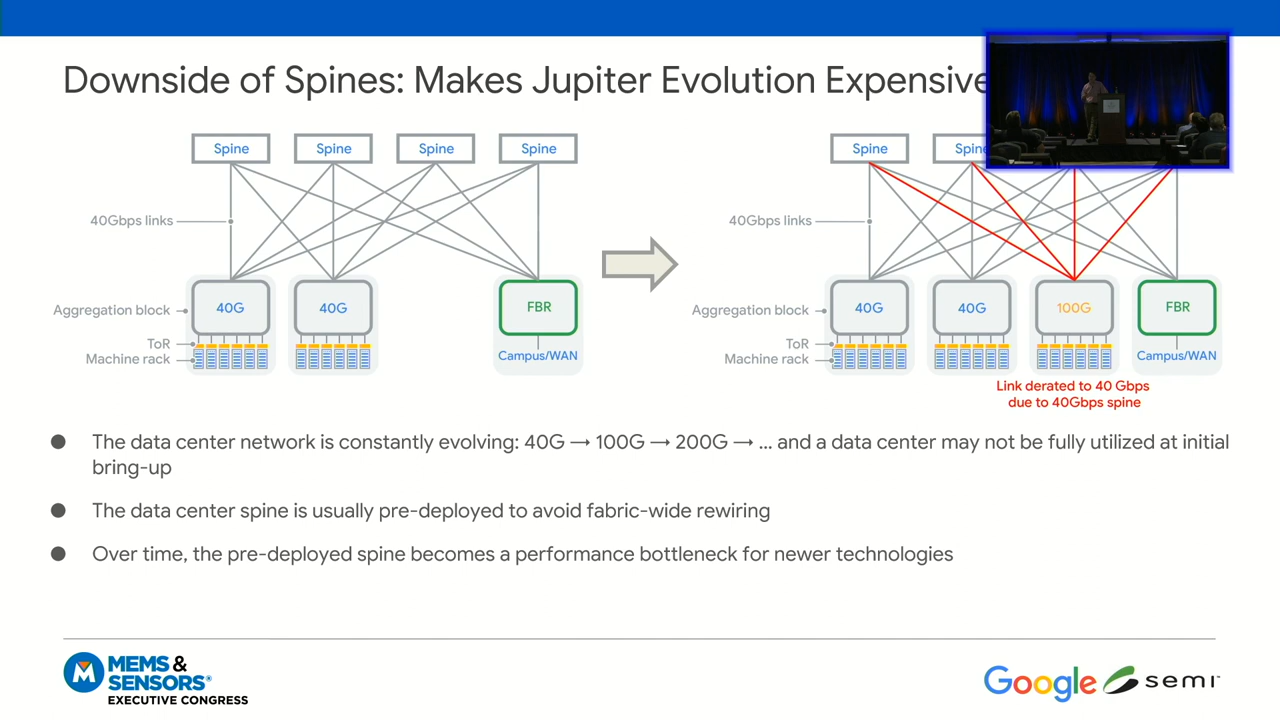 Downside of Spines: Makes Jupiter Evolution Expensive
Spine Spine Spine Spine
40Gbps links
Aggregation block
40G 40G FBR
ToR
Machine rack
Campus/WAN
Spine Spine
40Gbps links
Aggregation block
40G 40G 100G FBR
ToR
Machine rack
Campus/WAN
Link derated to 40 Gbps
due to 40Gbps spine
● The data center network is constantly evolving: 40G → 100G → 200G → ... and a data center may not be fully utilized at initial
bring-up
● The data center spine is usually pre-deployed to avoid fabric-wide rewiring
● Over time, the pre-deployed spine becomes a performance bottleneck for newer technologies
MEMS &
SENSORS®
EXECUTIVE CONGRESS
Google semi™